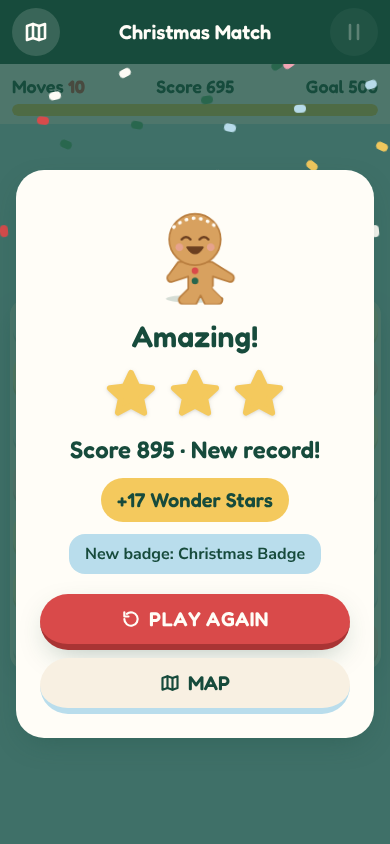 Christmas Match
Moves 10 Score 695 Goal 500
Amazing!
Score 895 · New record!
+17 Wonder Stars
New badge: Christmas Badge
PLAY AGAIN
MAP